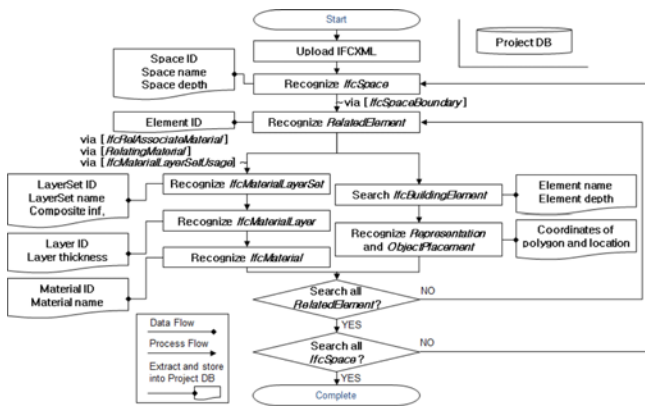 Start
Upload IFCXML
Project DB
Space ID
Space name
Space depth
Recognize IfcSpace
via [IfcSpaceBoundary]
Element ID
Recognize RelatedElement
via [IfcRelAssociateMaterial]
via [RelatingMaterial]
via [IfcMaterialLayerSetUsage]
LayerSet ID
LayerSet name
Composite inf,
Recognize IfcMaterialLayerSet
Search IfcBuildingElement
Element name
Element depth
Layer ID
Layer thickness
Recognize IfcMaterialLayer
Recognize Representation
and ObjectPlacement
Coordinates
of polygon and location
Material ID
Material name
Recognize IfcMaterial
Search all
RelatedElement?
NO
YES
Search all
IfcSpace?
NO
YES
Complete
Data Flow
Process Flow
Extract and store
into Project DB